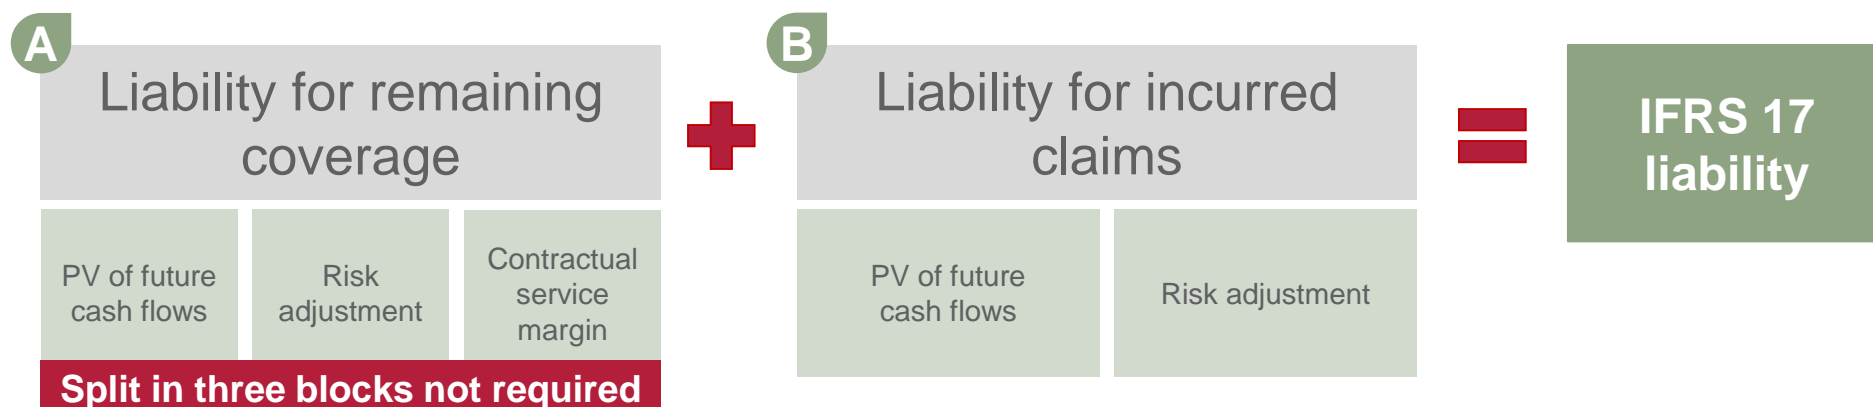 A
Liability for remaining
coverage
PV of future
cash flows
Risk
adjustment
Contractual
service
margin
Split in three blocks not required
B
Liability for incurred
claims
PV of future
cash flows
Risk adjustment
IFRS 17
liability